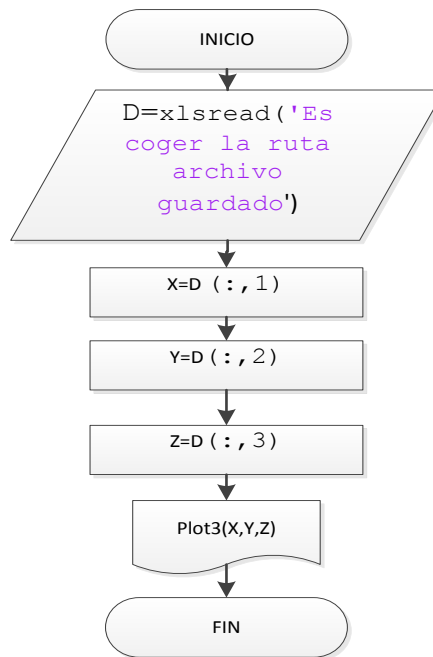 INICIO
D=xlsread('Es
coger la ruta
archivo
guardado')
X=D (:,1)
Y=D (:,2)
Z=D (:,3)
Plot3(X,Y,Z)
FIN